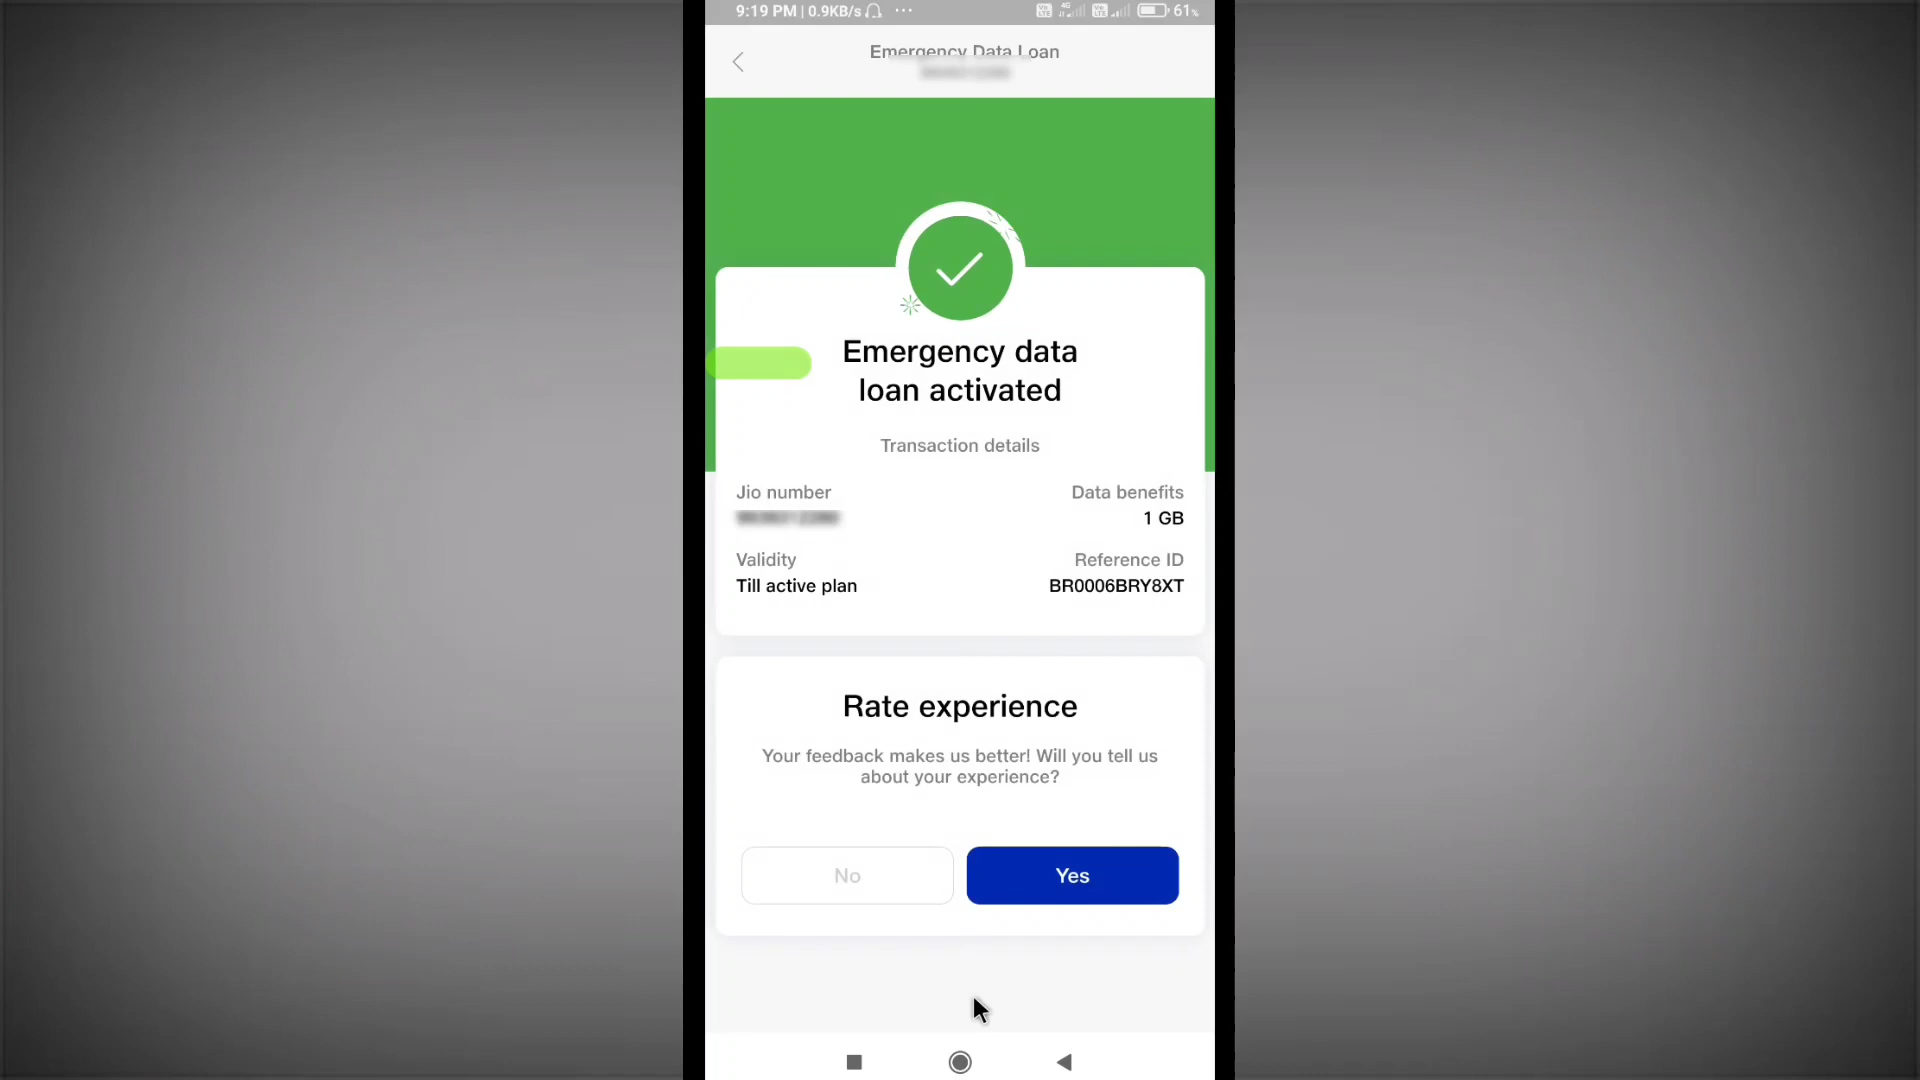 9:19 PM | 0.9KB/s ... 4G 61%
Emergency Data Loan
Emergency data
loan activated
Transaction details
Jio number Data benefits
1 GB
Validity Reference ID
Till active plan BR0006BRY8XT
Rate experience
Your feedback makes us better! Will you tell us
about your experience?
No Yes